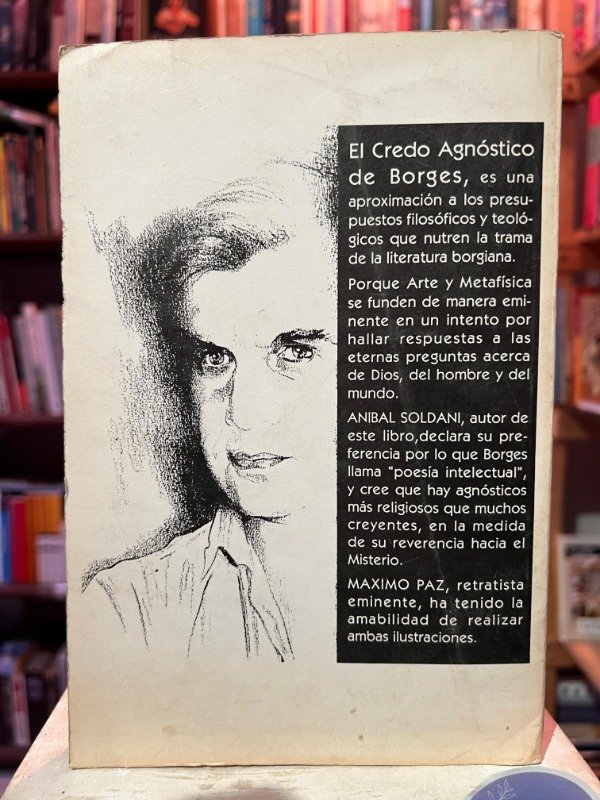 El Credo Agnóstico
de Borges, es una
aproximación a los presu-
puestos filosóficos y teoló-
gicos que nutren la trama
de la literatura borgiana.
Porque Arte y Metafísica
se funden de manera emi-
nente en un intento por
hallar respuestas a las
eternas preguntas acerca
de Dios, del hombre y del
mundo.
ANIBAL SOLDANI, autor de
este libro,declara su pre-
ferencia por lo que Borges
llama "poesía intelectual",
y cree que hay agnósticos
más religiosos que muchos
creyentes, en la medida
de su reverencia hacia el
Misterio.
MAXIMO PAZ, retratista
eminente, ha tenido la
amabilidad de realizar
ambas ilustraciones.